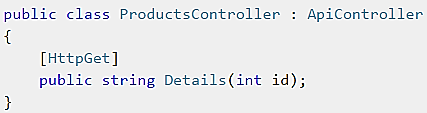 public class ProductsController : ApiController
{
    [HttpGet]
    public string Details(int id);
}